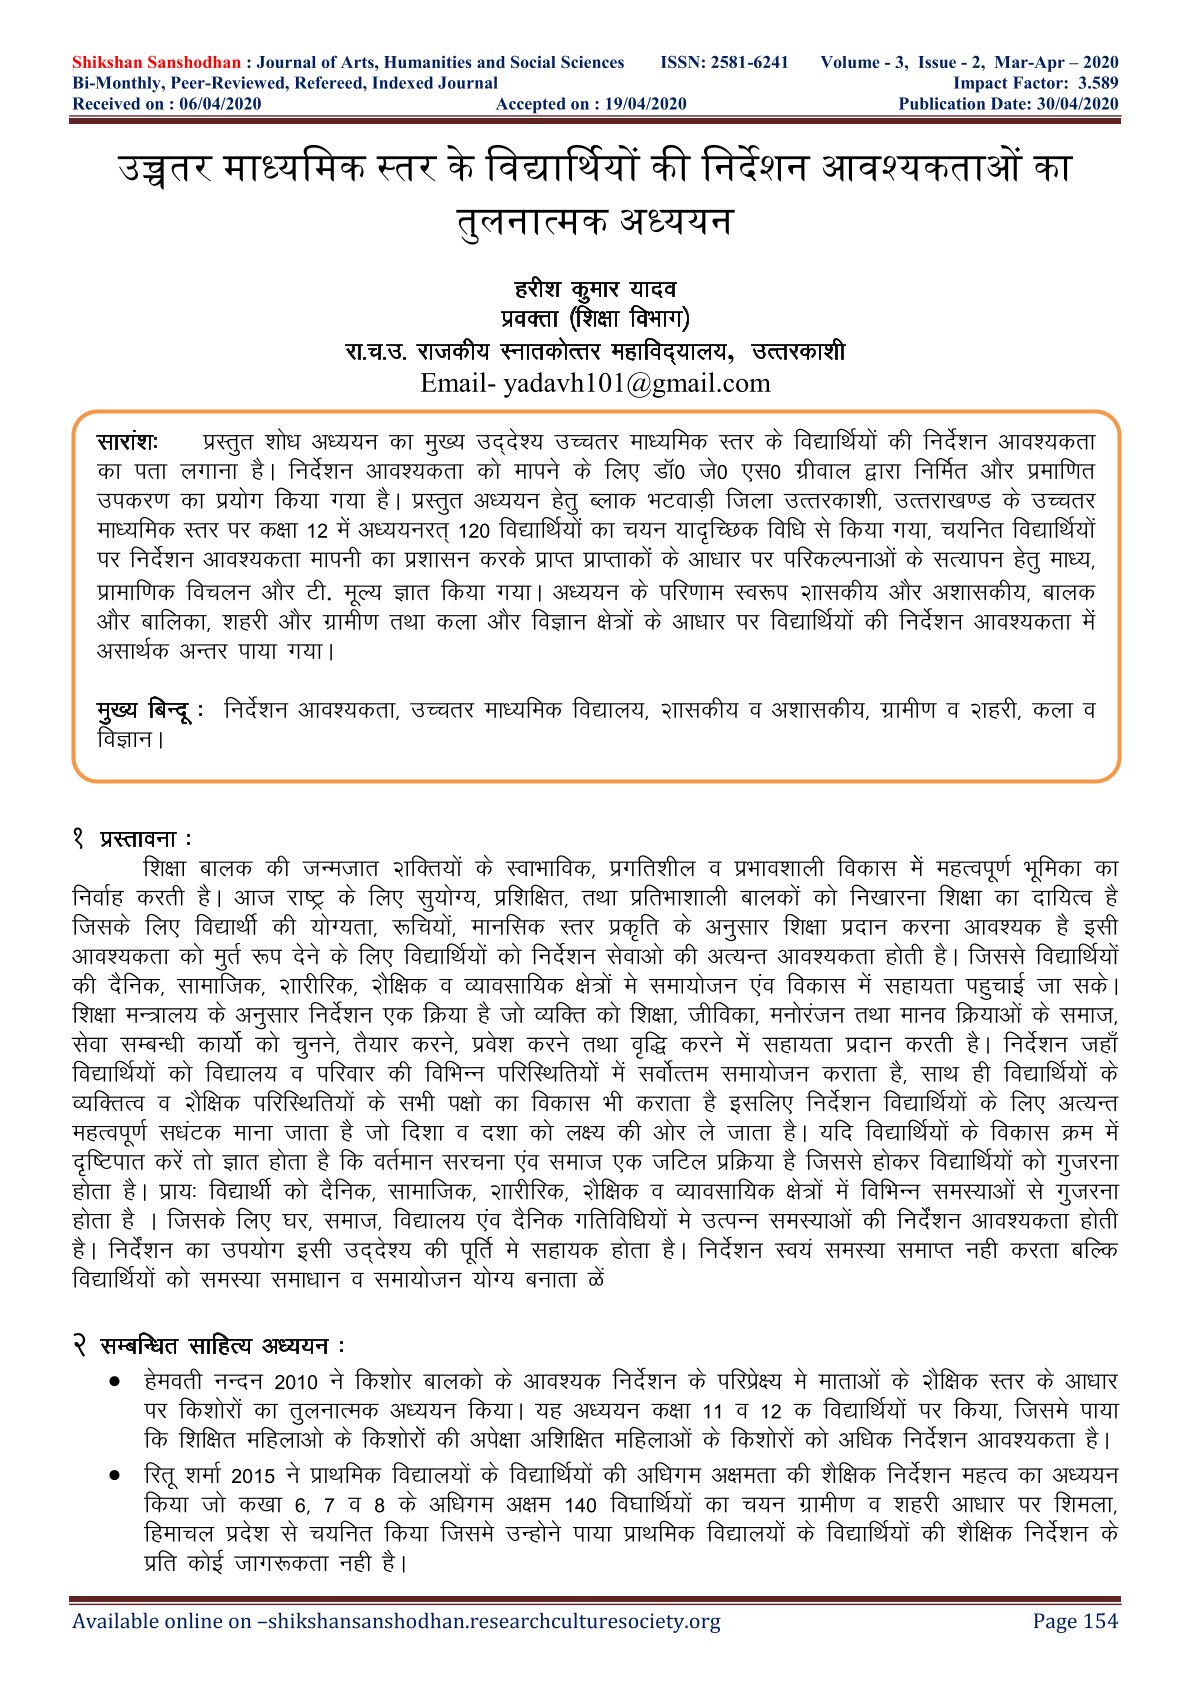 Shikshan Sanshodhan : Journal of Arts, Humanities and Social Sciences ISSN: 2581-6241 Volume - 3, Issue - 2, Mar-Apr – 2020
Bi-Monthly, Peer-Reviewed, Refereed, Indexed Journal Impact Factor: 3.589
Received on : 06/04/2020 Accepted on : 19/04/2020 Publication Date: 30/04/2020
उच्चतर माध्यमिक स्तर के विद्यार्थियों की निर्देशन आवश्यकताओं का
तुलनात्मक अध्ययन
हरीश कुमार यादव
प्रवक्ता (शिक्षा विभाग)
रा.च.उ. राजकीय स्नातकोत्तर महाविद्यालय, उत्तरकाशी
Email- yadavh101@gmail.com
सारांशः प्रस्तुत शोध अध्ययन का मुख्य उद्देश्य उच्चतर माध्यमिक स्तर के विद्यार्थियों की निर्देशन आवश्यकता
का पता लगाना है। निर्देशन आवश्यकता को मापने के लिए डॉ0 जे0 एस0 ग्रीवाल द्वारा निर्मित और प्रमाणित
उपकरण का प्रयोग किया गया है। प्रस्तुत अध्ययन हेतु ब्लाक भटवाड़ी जिला उत्तरकाशी, उत्तराखण्ड के उच्चतर
माध्यमिक स्तर पर कक्षा 12 में अध्ययनरत् 120 विद्यार्थियों का चयन यादृच्छिक विधि से किया गया, चयनित विद्यार्थियों
पर निर्देशन आवश्यकता मापनी का प्रशासन करके प्राप्त प्राप्ताकों के आधार पर परिकल्पनाओं के सत्यापन हेतु माध्य,
प्रामाणिक विचलन और टी. मूल्य ज्ञात किया गया। अध्ययन के परिणाम स्वरूप शासकीय और अशासकीय, बालक
और बालिका, शहरी और ग्रामीण तथा कला और विज्ञान क्षेत्रों के आधार पर विद्यार्थियों की निर्देशन आवश्यकता में
असार्थक अन्तर पाया गया।
मुख्य बिन्दू : निर्देशन आवश्यकता, उच्चतर माध्यमिक विद्यालय, शासकीय व अशासकीय, ग्रामीण व शहरी, कला व
विज्ञान।
१ प्रस्तावना :
शिक्षा बालक की जन्मजात शक्तियों के स्वाभाविक, प्रगतिशील व प्रभावशाली विकास में महत्वपूर्ण भूमिका का
निर्वाह करती है। आज राष्ट्र के लिए सुयोग्य, प्रशिक्षित, तथा प्रतिभाशाली बालकों को निखारना शिक्षा का दायित्व है
जिसके लिए विद्यार्थी की योग्यता, रूचियों, मानसिक स्तर प्रकृति के अनुसार शिक्षा प्रदान करना आवश्यक है इसी
आवश्यकता को मुर्त रूप देने के लिए विद्यार्थियों को निर्देशन सेवाओ की अत्यन्त आवश्यकता होती है। जिससे विद्यार्थियों
की दैनिक, सामाजिक, शारीरिक, शैक्षिक व व्यावसायिक क्षेत्रों मे समायोजन एंव विकास में सहायता पहुचाई जा सके।
शिक्षा मन्त्रालय के अनुसार निर्देशन एक क्रिया है जो व्यक्ति को शिक्षा, जीविका, मनोरंजन तथा मानव क्रियाओं के समाज,
सेवा सम्बन्धी कार्यो को चुनने, तैयार करने, प्रवेश करने तथा वृद्धि करने में सहायता प्रदान करती है। निर्देशन जहाँ
विद्यार्थियों को विद्यालय व परिवार की विभिन्न परिस्थितियों में सर्वोत्तम समायोजन कराता है, साथ ही विद्यार्थियों के
व्यक्तित्व व शैक्षिक परिस्थितियों के सभी पक्षो का विकास भी कराता है इसलिए निर्देशन विद्यार्थियों के लिए अत्यन्त
महत्वपूर्ण सधंटक माना जाता है जो दिशा व दशा को लक्ष्य की ओर ले जाता है। यदि विद्यार्थियों के विकास क्रम में
दृष्टिपात करें तो ज्ञात होता है कि वर्तमान सरचना एंव समाज एक जटिल प्रक्रिया है जिससे होकर विद्यार्थियों को गुजरना
होता है। प्रायः विद्यार्थी को दैनिक, सामाजिक, शारीरिक, शैक्षिक व व्यावसायिक क्षेत्रों में विभिन्न समस्याओं से गुजरना
होता है । जिसके लिए घर, समाज, विद्यालय एंव दैनिक गतिविधियों मे उत्पन्न समस्याओं की निर्देंशन आवश्यकता होती
है। निर्देंशन का उपयोग इसी उद्देश्य की पूर्ति मे सहायक होता है। निर्देशन स्वयं समस्या समाप्त नही करता बल्कि
विद्यार्थियों को समस्या समाधान व समायोजन योग्य बनाता ळें
२ सम्बन्धित साहित्य अध्ययन :
● हेमवती नन्दन 2010 ने किशोर बालको के आवश्यक निर्देशन के परिप्रेक्ष्य मे माताओं के शैक्षिक स्तर के आधार
पर किशोरों का तुलनात्मक अध्ययन किया। यह अध्ययन कक्षा 11 व 12 क विद्यार्थियों पर किया, जिसमे पाया
कि शिक्षित महिलाओ के किशोरों की अपेक्षा अशिक्षित महिलाओं के किशोरों को अधिक निर्देशन आवश्यकता है।
● रितू शर्मा 2015 ने प्राथमिक विद्यालयों के विद्यार्थियों की अधिगम अक्षमता की शैक्षिक निर्देशन महत्व का अध्ययन
किया जो कखा 6, 7 व 8 के अधिगम अक्षम 140 विघार्थियों का चयन ग्रामीण व शहरी आधार पर शिमला,
हिमाचल प्रदेश से चयनित किया जिसमे उन्होने पाया प्राथमिक विद्यालयों के विद्यार्थियों की शैक्षिक निर्देशन के
प्रति कोई जागरूकता नही है।
Available online on –shikshansanshodhan.researchculturesociety.org Page 154